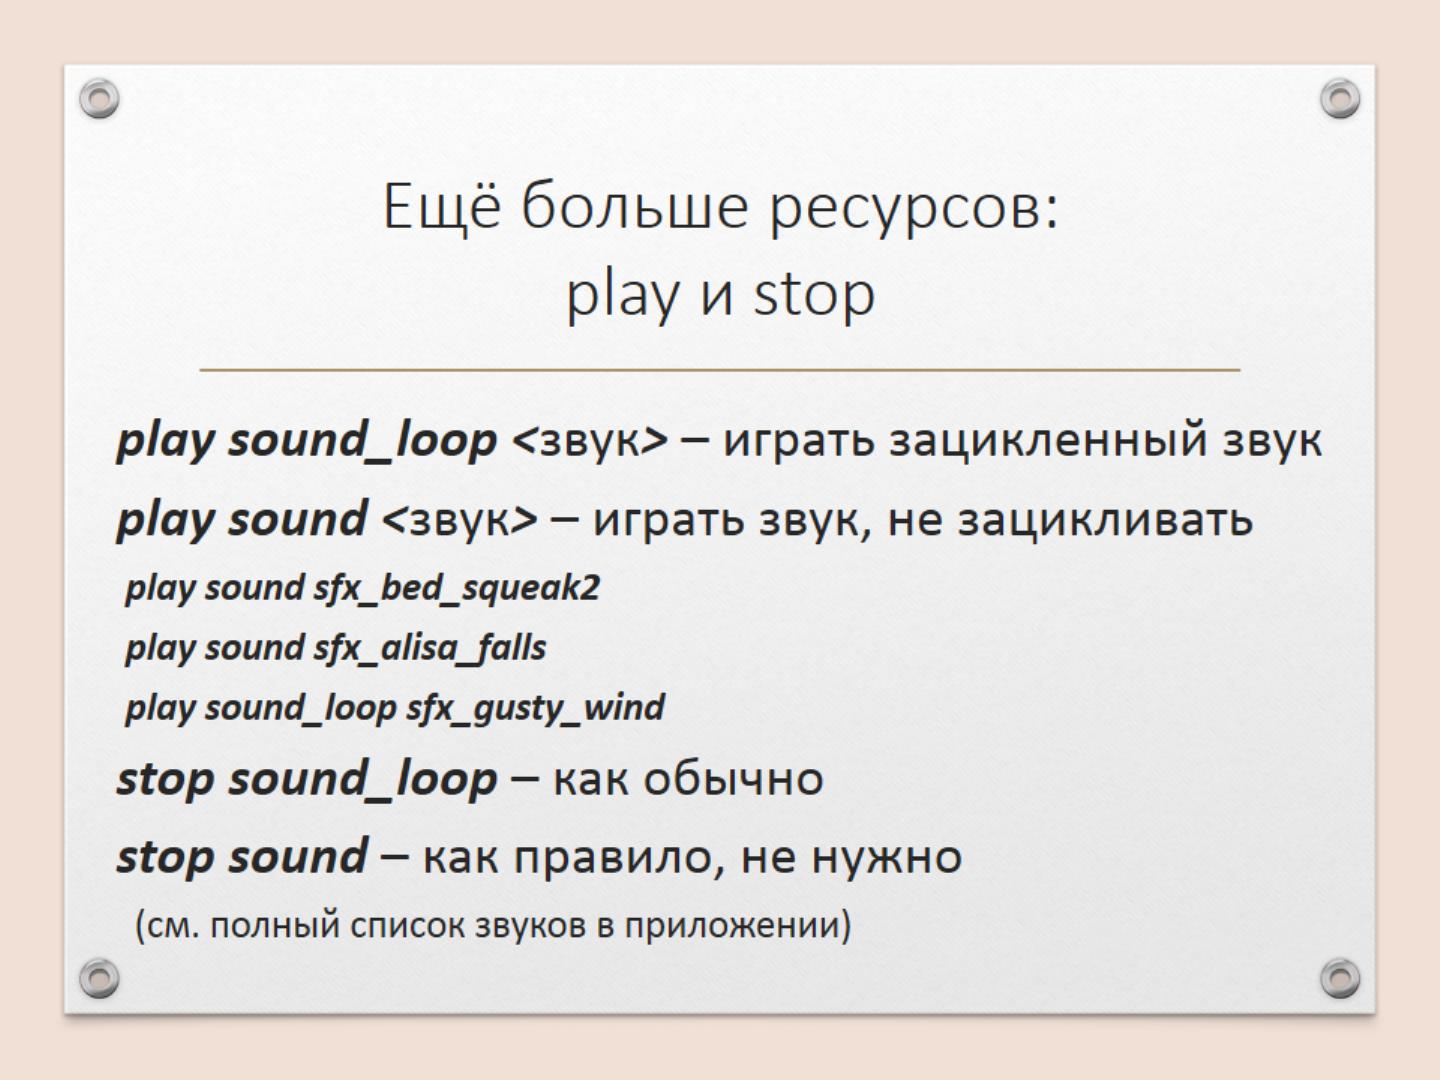 Ещё больше ресурсов:
play и stop
play sound_loop <звук> – играть зацикленный звук
play sound <звук> – играть звук, не зацикливать
play sound sfx_bed_squeak2
play sound sfx_alisa_falls
play sound_loop sfx_gusty_wind
stop sound_loop – как обычно
stop sound – как правило, не нужно
(см. полный список звуков в приложении)